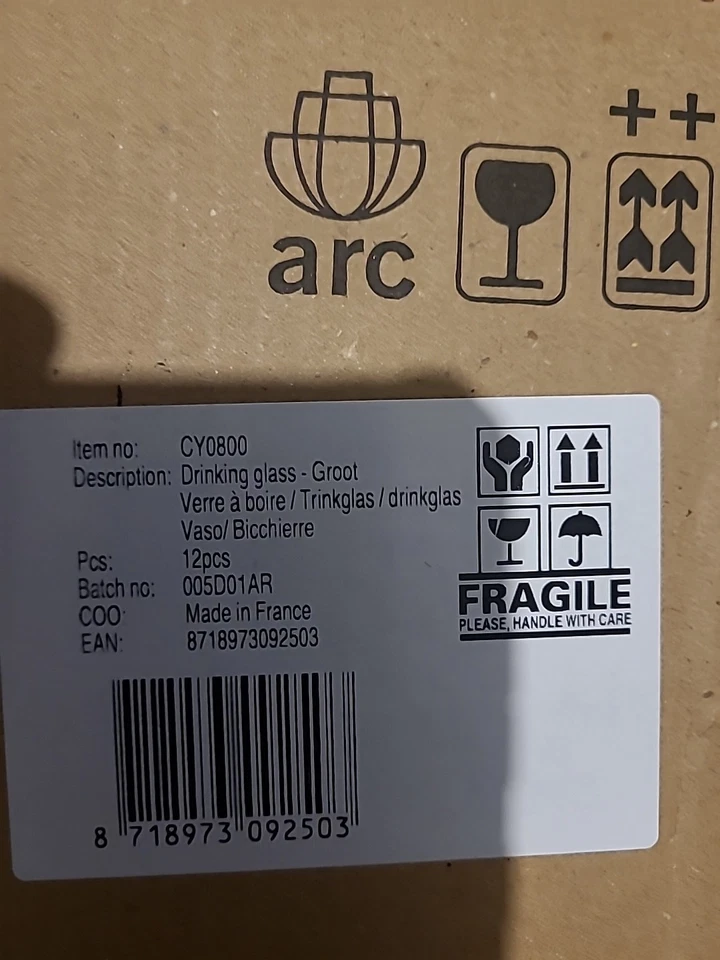 arc
Item no: CY0800
Description: Drinking glass - Groot
Verre à boire / Trinkglas / drinkglas
Vaso/ Bicchierre
Pcs: 12pcs
Batch no: 005D01AR
COO: Made in France
EAN: 8718973092503
FRAGILE
PLEASE, HANDLE WITH CARE
8 718973 092503